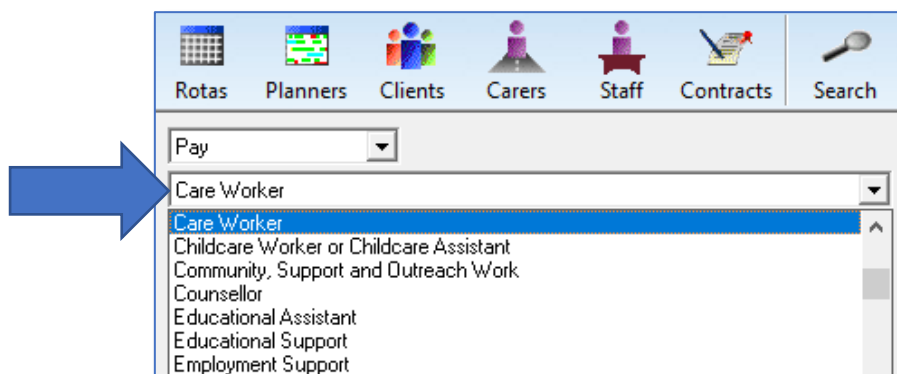 Rotas Planners Clients Carers Staff Contracts Search
Pay
Care Worker
Care Worker
Childcare Worker or Childcare Assistant
Community, Support and Outreach Work
Counsellor
Educational Assistant
Educational Support
Employment Support